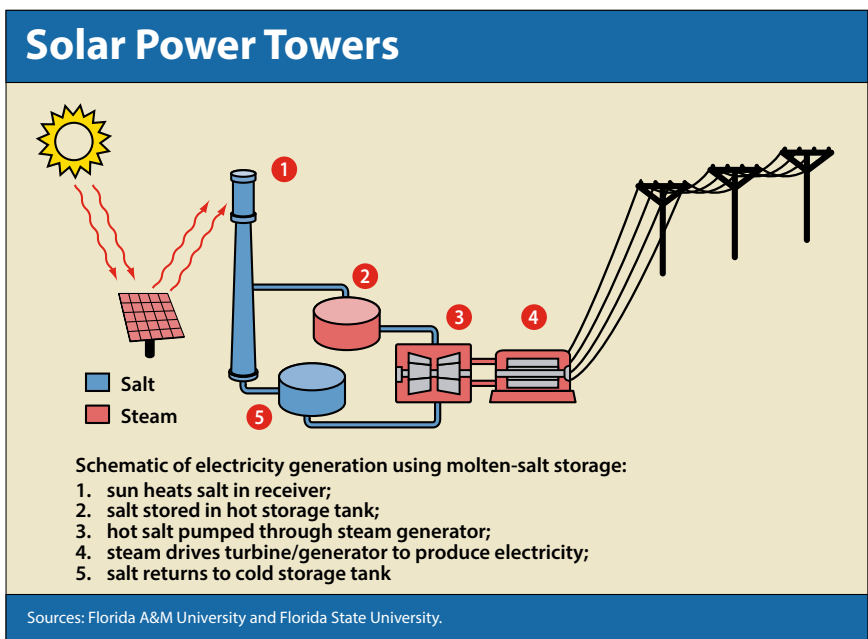 Solar Power Towers
1
2
3
4
5
Salt
Steam
Schematic of electricity generation using molten-salt storage:
1. sun heats salt in receiver;
2. salt stored in hot storage tank;
3. hot salt pumped through steam generator;
4. steam drives turbine/generator to produce electricity;
5. salt returns to cold storage tank
Sources: Florida A&M University and Florida State University.